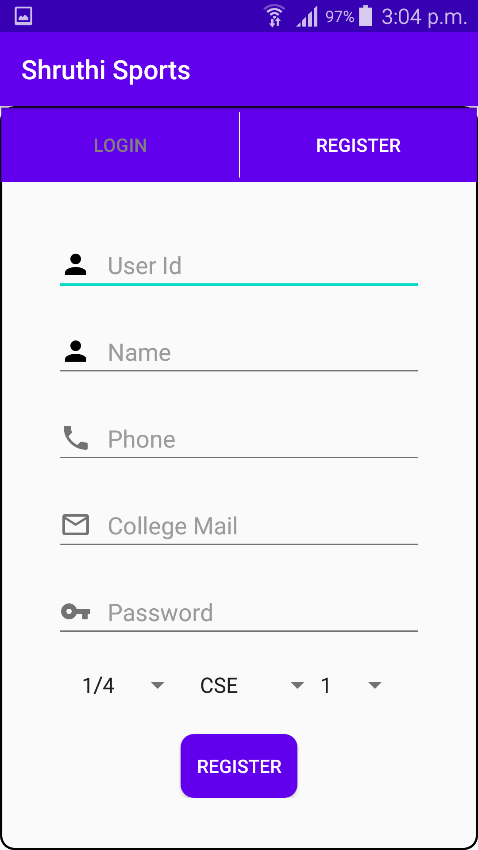 97% 3:04 p.m.
Shruthi Sports
LOGIN REGISTER
User Id
Name
Phone
College Mail
Password
1/4 CSE 1
REGISTER